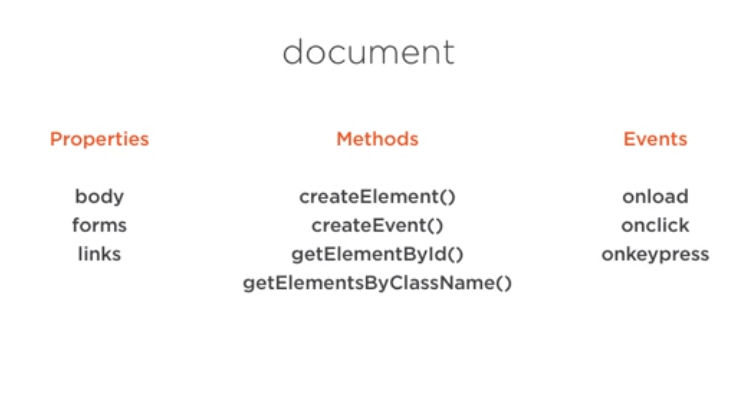 document
Properties
body
forms
links
Methods
createElement()
createEvent()
getElementById()
getElementsByClassName()
Events
onload
onclick
onkeypress